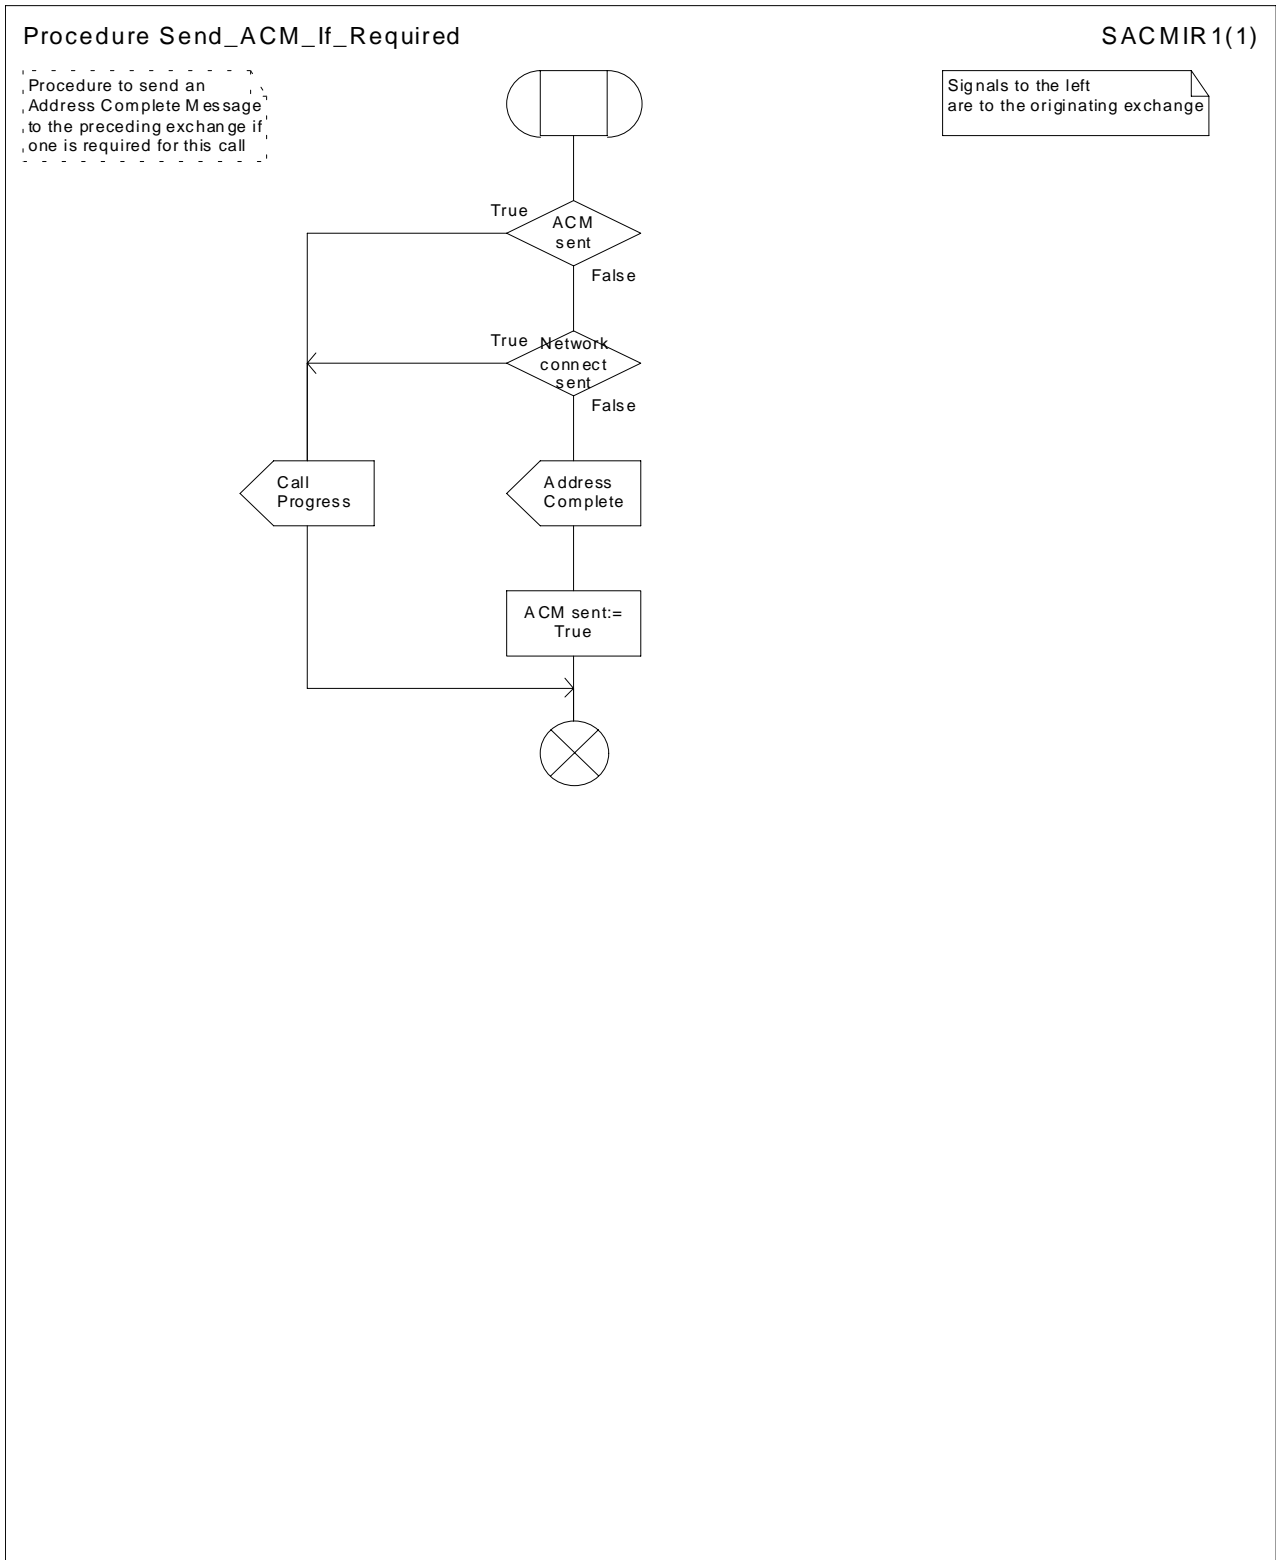 Procedure Send_ACM_If_Required
SACMIR1(1)
Procedure to send an
Address Complete Message
to the preceding exchange if
one is required for this call
Signals to the left
are to the originating exchange
True
ACM
sent
False
True
Network
connect
sent
False
Call
Progress
Address
Complete
ACM sent:=
True